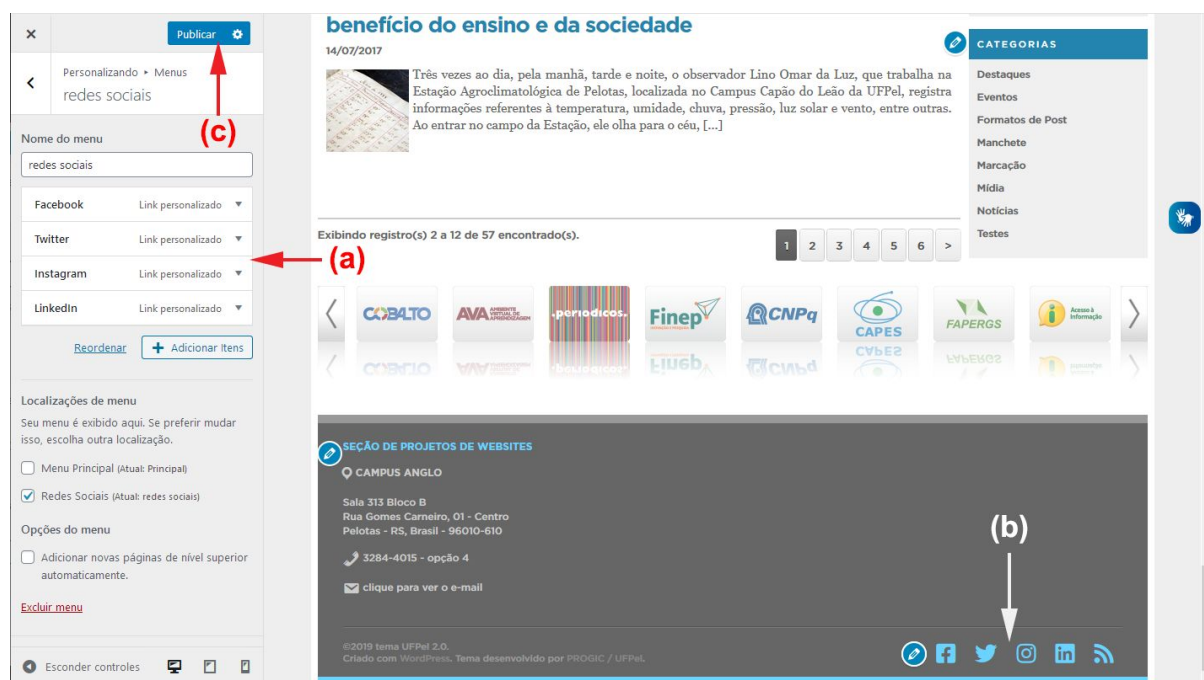 Publicar
Personalizando ▸ Menus
redes sociais
(c)
Nome do menu
redes sociais
Facebook Link personalizado
Twitter Link personalizado
Instagram Link personalizado
LinkedIn Link personalizado
(a)
Reordenar + Adicionar Itens
Localizações de menu
Seu menu é exibido aqui. Se preferir mudar
isso, escolha outra localização.
Menu Principal (Atual: Principal)
Redes Sociais (Atual: redes sociais)
Opções do menu
Adicionar novas páginas de nível superior
automaticamente.
Excluir menu
Esconder controles
benefício do ensino e da sociedade
14/07/2017
Três vezes ao dia, pela manhã, tarde e noite, o observador Lino Omar da Luz, que trabalha na
Estação Agroclimatológica de Pelotas, localizada no Campus Capão do Leão da UFPel, registra
informações referentes à temperatura, umidade, chuva, pressão, luz solar e vento, entre outras.
Ao entrar no campo da Estação, ele olha para o céu, [...]
CATEGORIAS
Destaques
Eventos
Formatos de Post
Manchete
Marcação
Mídia
Notícias
Testes
Exibindo registro(s) 2 a 12 de 57 encontrado(s).
1 2 3 4 5 6 >
COBALTO
AVA AMBIENTE VIRTUAL DE APRENDIZAGEM
.periodicos.
Finep
CNPq
CAPES
FAPERGS
Acesso à Informação
SEÇÃO DE PROJETOS DE WEBSITES
CAMPUS ANGLO
Sala 313 Bloco B
Rua Gomes Carneiro, 01 - Centro
Pelotas - RS, Brasil - 96010-610
3284-4015 - opção 4
clique para ver o e-mail
(b)
©2019 tema UFPel 2.0.
Criado com WordPress. Tema desenvolvido por PROGIC / UFPel.